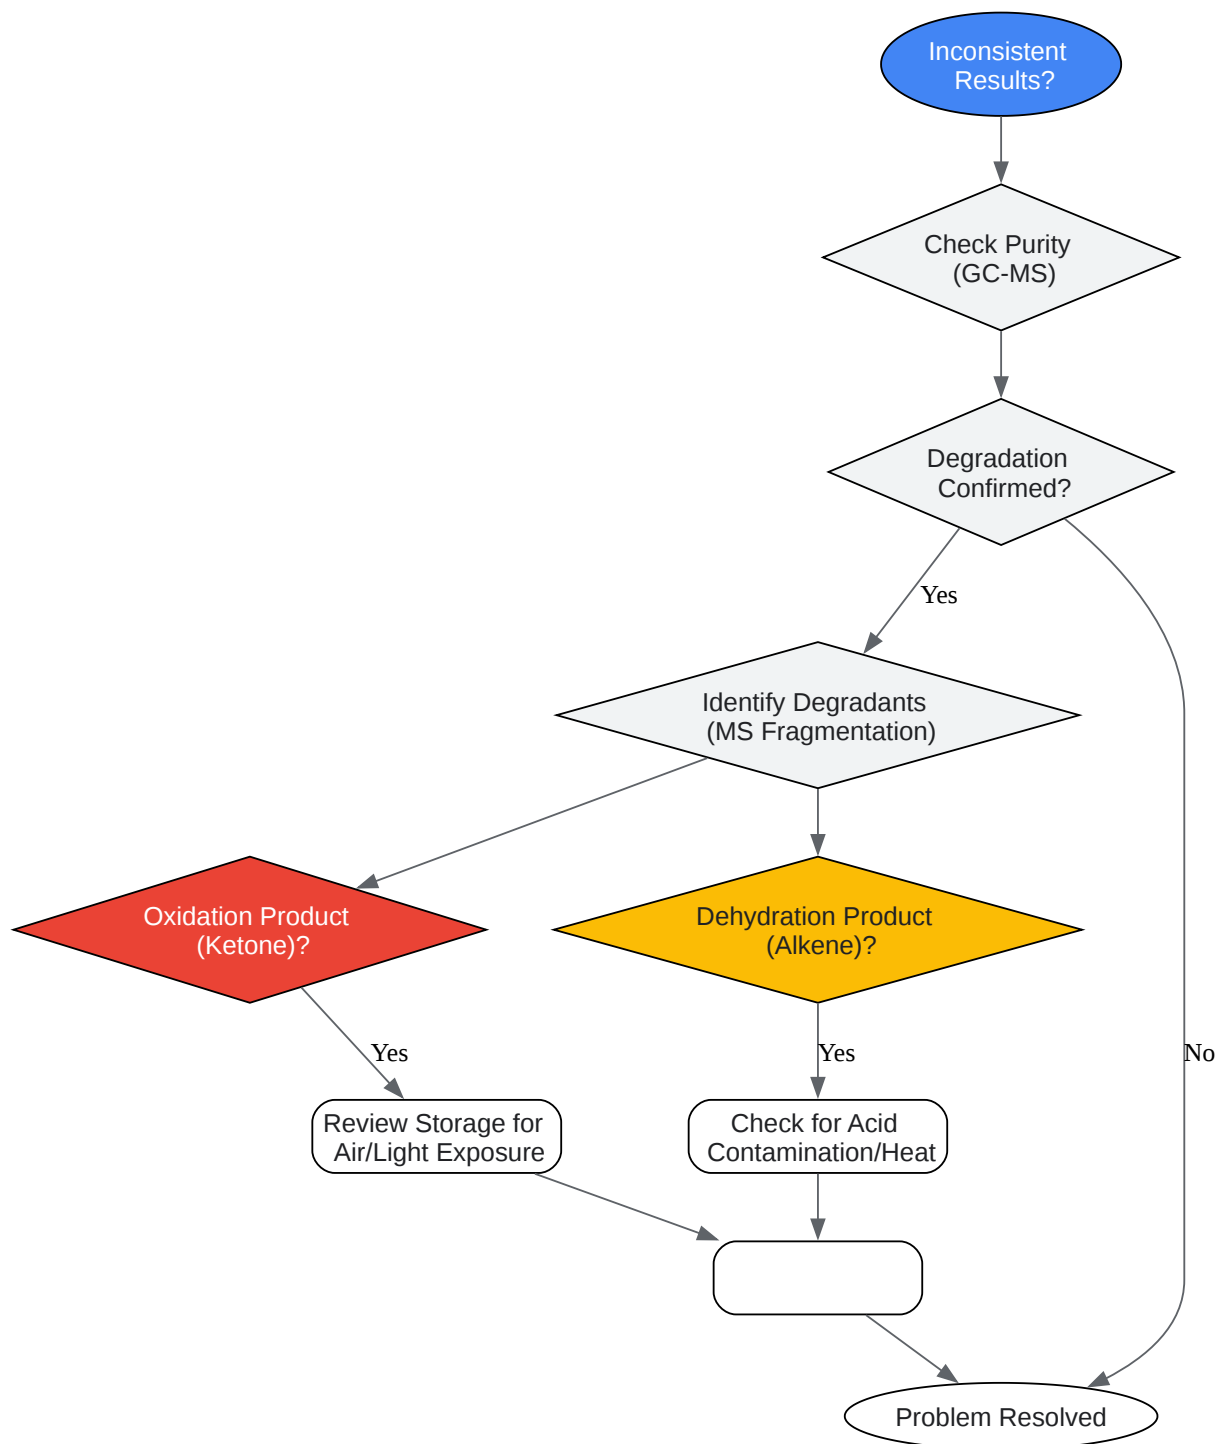 Inconsistent
Results?
Check Purity
(GC-MS)
Degradation
Confirmed?
Yes
Identify Degradants
(MS Fragmentation)
Oxidation Product
(Ketone)?
Dehydration Product
(Alkene)?
Yes
Yes
No
Review Storage for
Air/Light Exposure
Check for Acid
Contamination/Heat
Problem Resolved